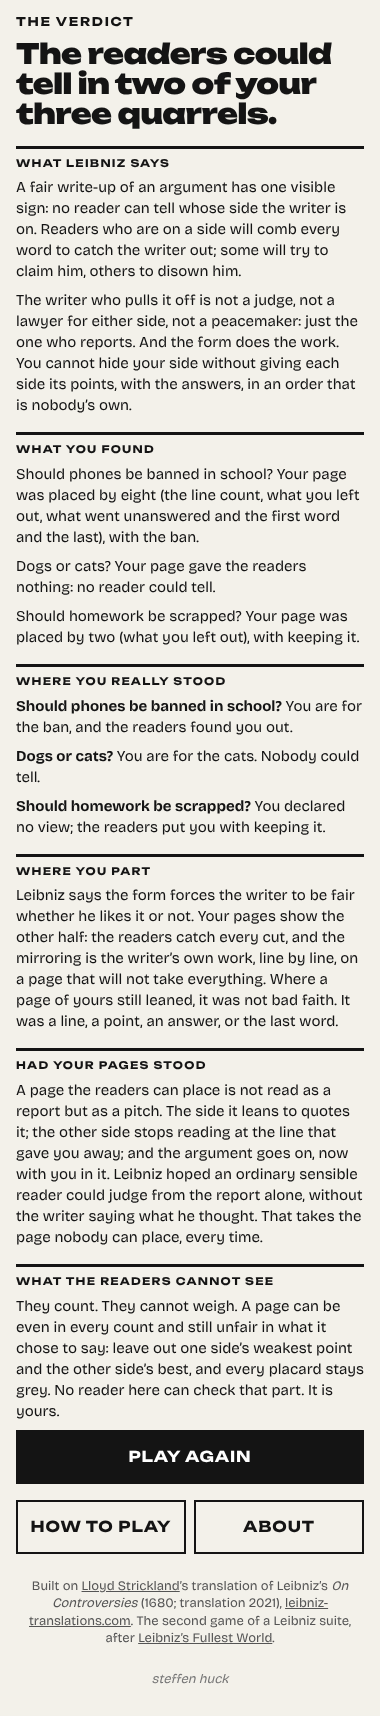 THE VERDICT
The readers could
tell in two of your
three quarrels.
WHAT LEIBNIZ SAYS
A fair write-up of an argument has one visible
sign: no reader can tell whose side the writer is
on. Readers who are on a side will comb every
word to catch the writer out; some will try to
claim him, others to disown him.
The writer who pulls it off is not a judge, not a
lawyer for either side, not a peacemaker: just the
one who reports. And the form does the work.
You cannot hide your side without giving each
side its points, with the answers, in an order that
is nobody's own.
WHAT YOU FOUND
Should phones be banned in school? Your page
was placed by eight (the line count, what you left
out, what went unanswered and the first word
and the last), with the ban.
Dogs or cats? Your page gave the readers
nothing: no reader could tell.
Should homework be scrapped? Your page was
placed by two (what you left out), with keeping it.
WHERE YOU REALLY STOOD
Should phones be banned in school? You are for
the ban, and the readers found you out.
Dogs or cats? You are for the cats. Nobody could
tell.
Should homework be scrapped? You declared
no view; the readers put you with keeping it.
WHERE YOU PART
Leibniz says the form forces the writer to be fair
whether he likes it or not. Your pages show the
other half: the readers catch every cut, and the
mirroring is the writer's own work, line by line, on
a page that will not take everything. Where a
page of yours still leaned, it was not bad faith. It
was a line, a point, an answer, or the last word.
HAD YOUR PAGES STOOD
A page the readers can place is not read as a
report but as a pitch. The side it leans to quotes
it; the other side stops reading at the line that
gave you away; and the argument goes on, now
with you in it. Leibniz hoped an ordinary sensible
reader could judge from the report alone, without
the writer saying what he thought. That takes the
page nobody can place, every time.
WHAT THE READERS CANNOT SEE
They count. They cannot weigh. A page can be
even in every count and still unfair in what it
chose to say: leave out one side's weakest point
and the other side's best, and every placard stays
grey. No reader here can check that part. It is
yours.
PLAY AGAIN
HOW TO PLAY
ABOUT
Built on Lloyd Strickland's translation of Leibniz's On
Controversies (1680; translation 2021), leibniz-
translations.com. The second game of a Leibniz suite,
after Leibniz's Fullest World.
steffen huck